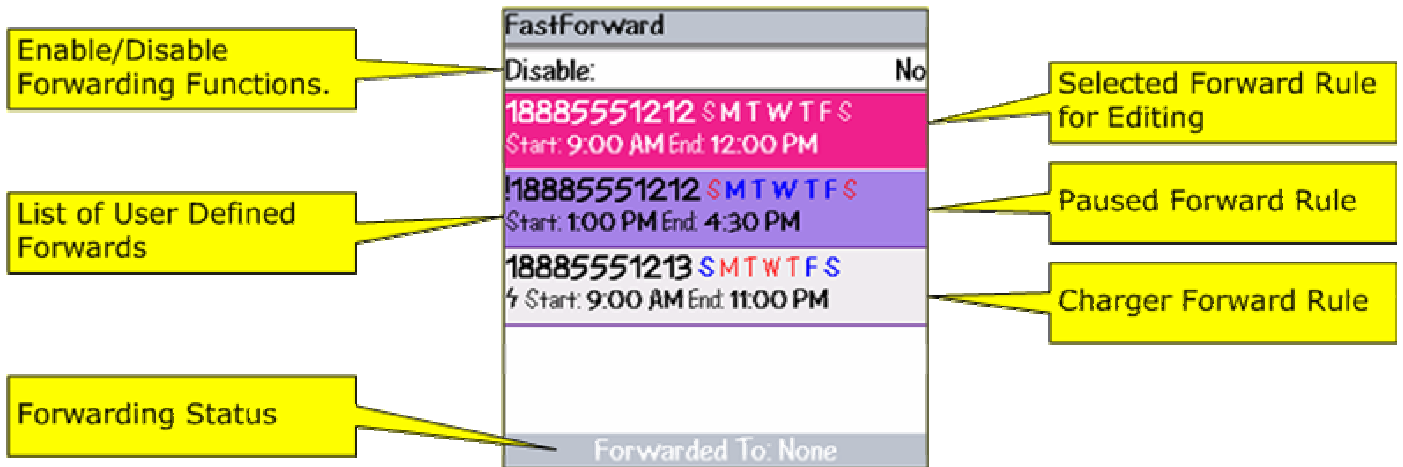 FastForward
Enable/Disable
Forwarding Functions.
Disable: No
18885551212 S M T W T F S
Start: 9:00 AM End: 12:00 PM
Selected Forward Rule
for Editing
List of User Defined
Forwards
!18885551212 S M T W T F S
Start: 1:00 PM End: 4:30 PM
Paused Forward Rule
18885551213 S M T W T F S
Start: 9:00 AM End: 11:00 PM
Charger Forward Rule
Forwarding Status
Forwarded To: None